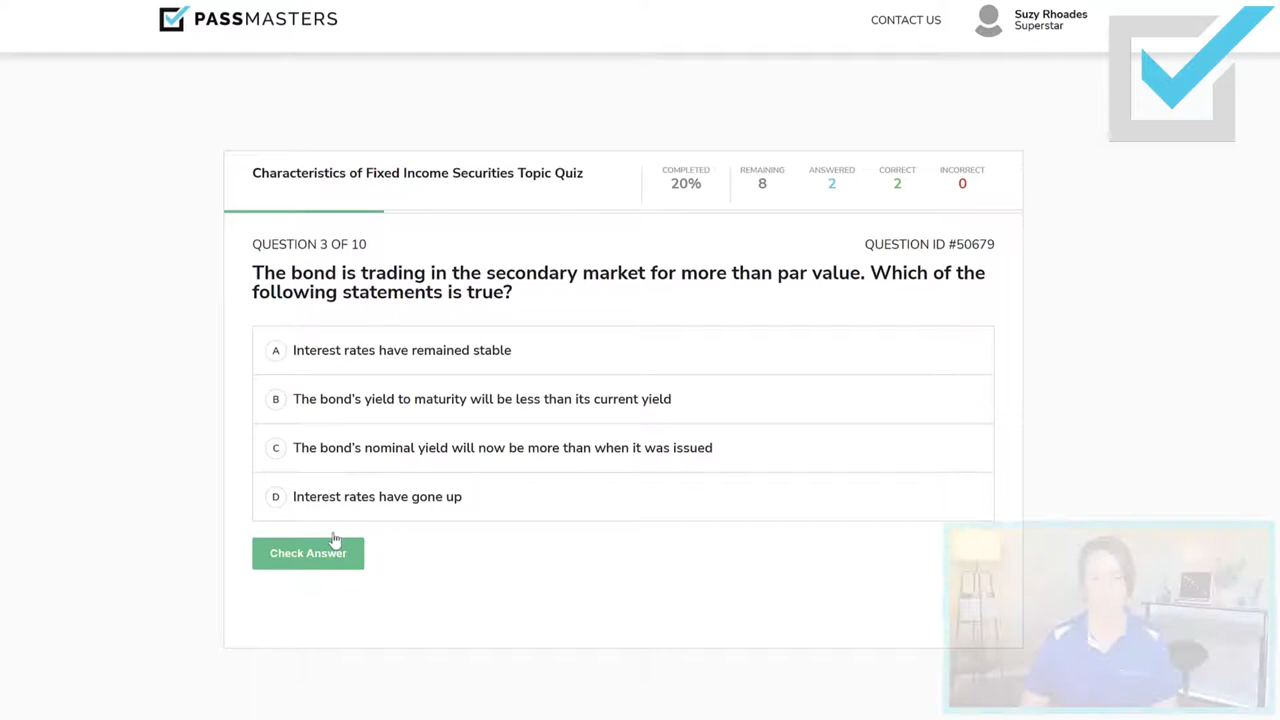 PASSMASTERS
CONTACT US
Suzy Rhoades
Superstar
Characteristics of Fixed Income Securities Topic Quiz
COMPLETED
20%
REMAINING
8
ANSWERED
2
CORRECT
2
INCORRECT
0
QUESTION 3 OF 10
QUESTION ID #50679
The bond is trading in the secondary market for more than par value. Which of the
following statements is true?
A Interest rates have remained stable
B The bond's yield to maturity will be less than its current yield
C The bond's nominal yield will now be more than when it was issued
D Interest rates have gone up
Check Answer